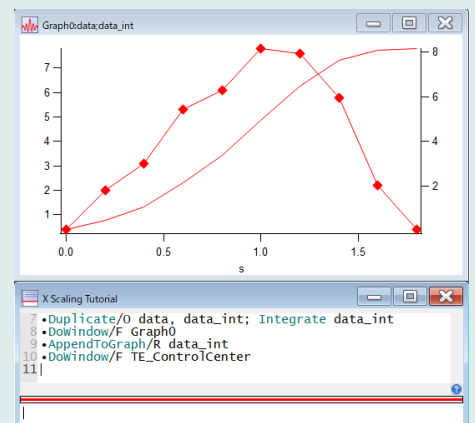 Graph0:data;data_int
7
6
5
4
3
2
1
8
6
4
2
0.0 0.5 1.0 1.5
s
X Scaling Tutorial
7 •Duplicate/O data, data_int; Integrate data_int
8 •DoWindow/F Graph0
9 •AppendToGraph/R data_int
10 •DoWindow/F TE_ControlCenter
11